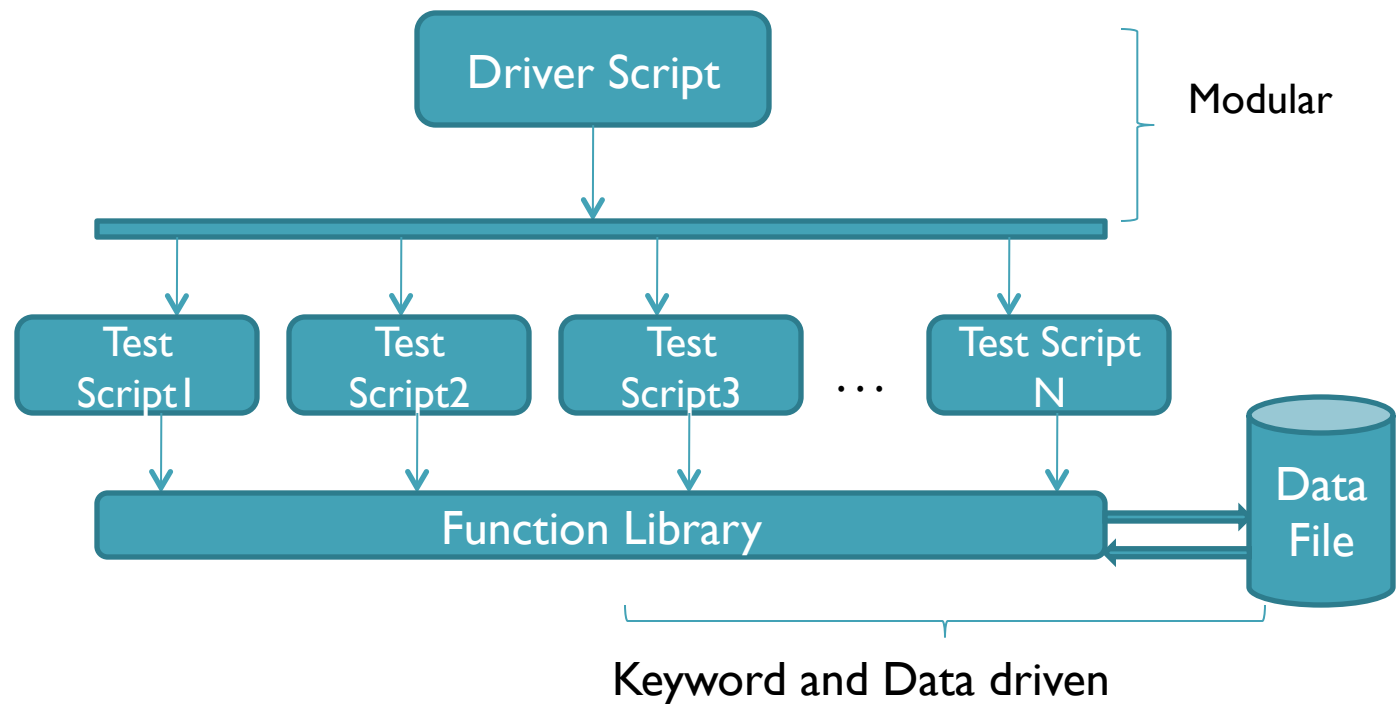 Driver Script
Modular
Test
Script1
Test
Script2
Test
Script3
...
Test Script
N
Data
File
Function Library
Keyword and Data driven